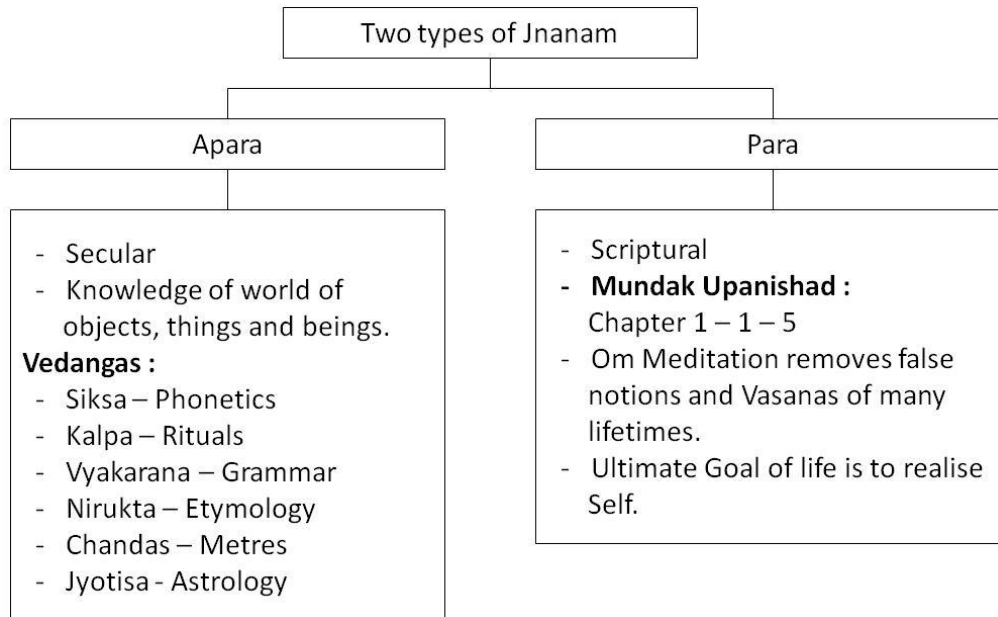 Two types of Jnanam
Apara
Para
- Secular
- Knowledge of world of
objects, things and beings.
Vedangas :
- Siksa – Phonetics
- Kalpa – Rituals
- Vyakarana – Grammar
- Nirukta – Etymology
- Chandas – Metres
- Jyotisa - Astrology
- Scriptural
- Mundak Upanishad :
Chapter 1 – 1 – 5
- Om Meditation removes false
notions and Vasanas of many
lifetimes.
- Ultimate Goal of life is to realise
Self.